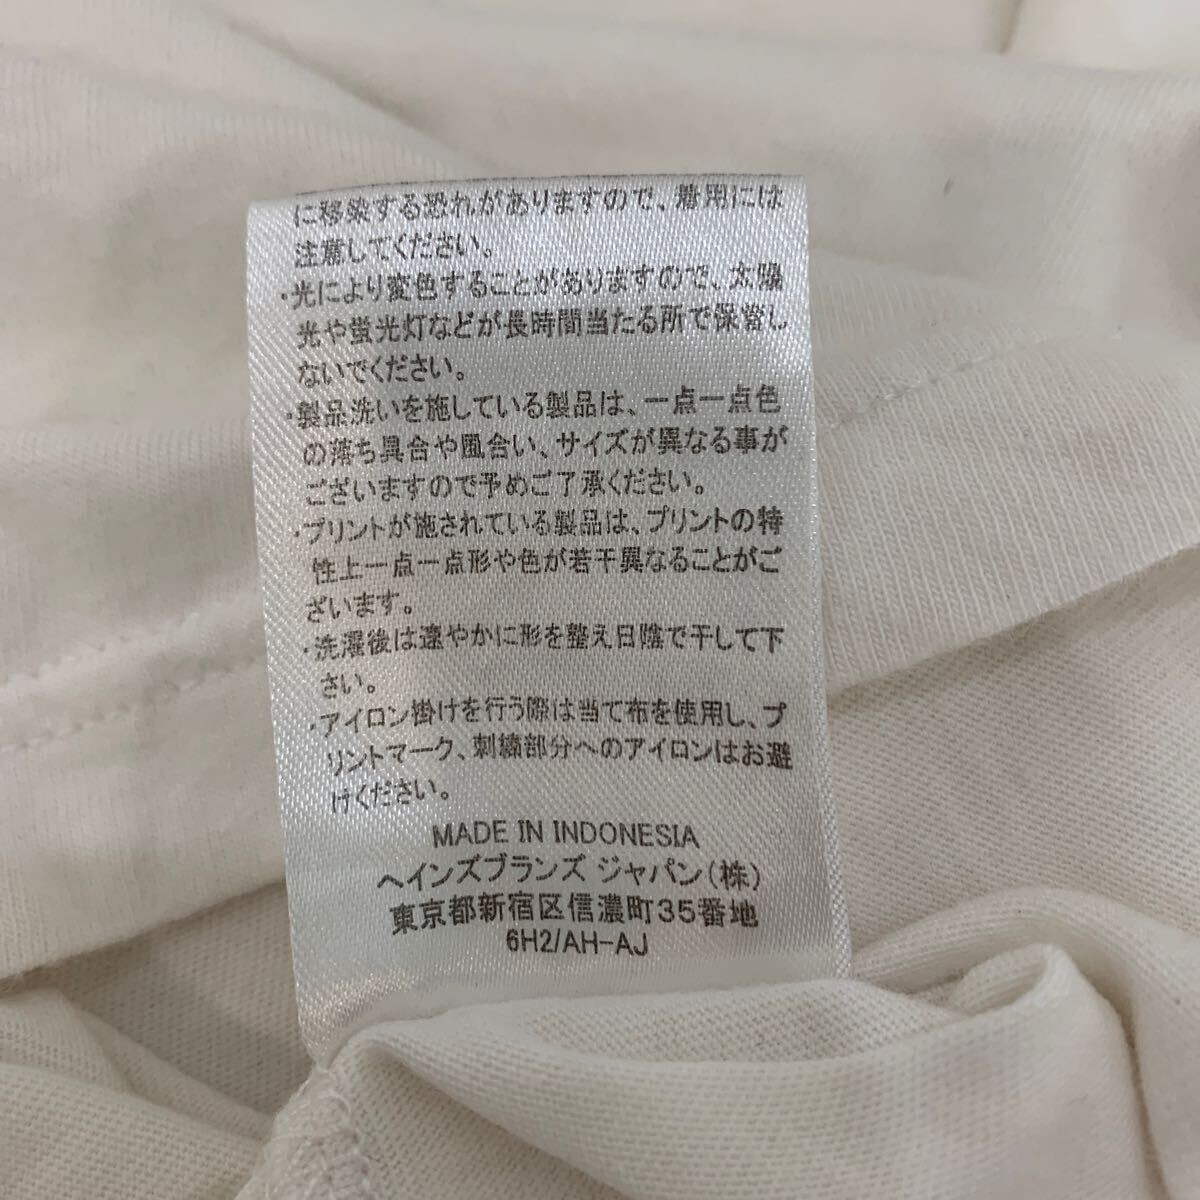 に移染する恐れがありますので、着用には
注意してください。
・光により変色することがありますので、太陽
光や蛍光灯などが長時間当たる所で保管し
ないでください。
・製品洗いを施している製品は、一点一点色
の落ち具合や風合い、サイズが異なる事が
ございますので予めご了承ください。
・プリントが施されている製品は、プリントの特
性上一点一点形や色が若干異なることがご
ざいます。
・洗濯後は速やかに形を整え日陰で干して下
さい。
・アイロン掛けを行う際は当て布を使用し、プ
リントマーク、刺繍部分へのアイロンはお避
けください。
MADE IN INDONESIA
ヘインズブランズ ジャパン(株)
東京都新宿区信濃町35番地
6H2/AH-AJ